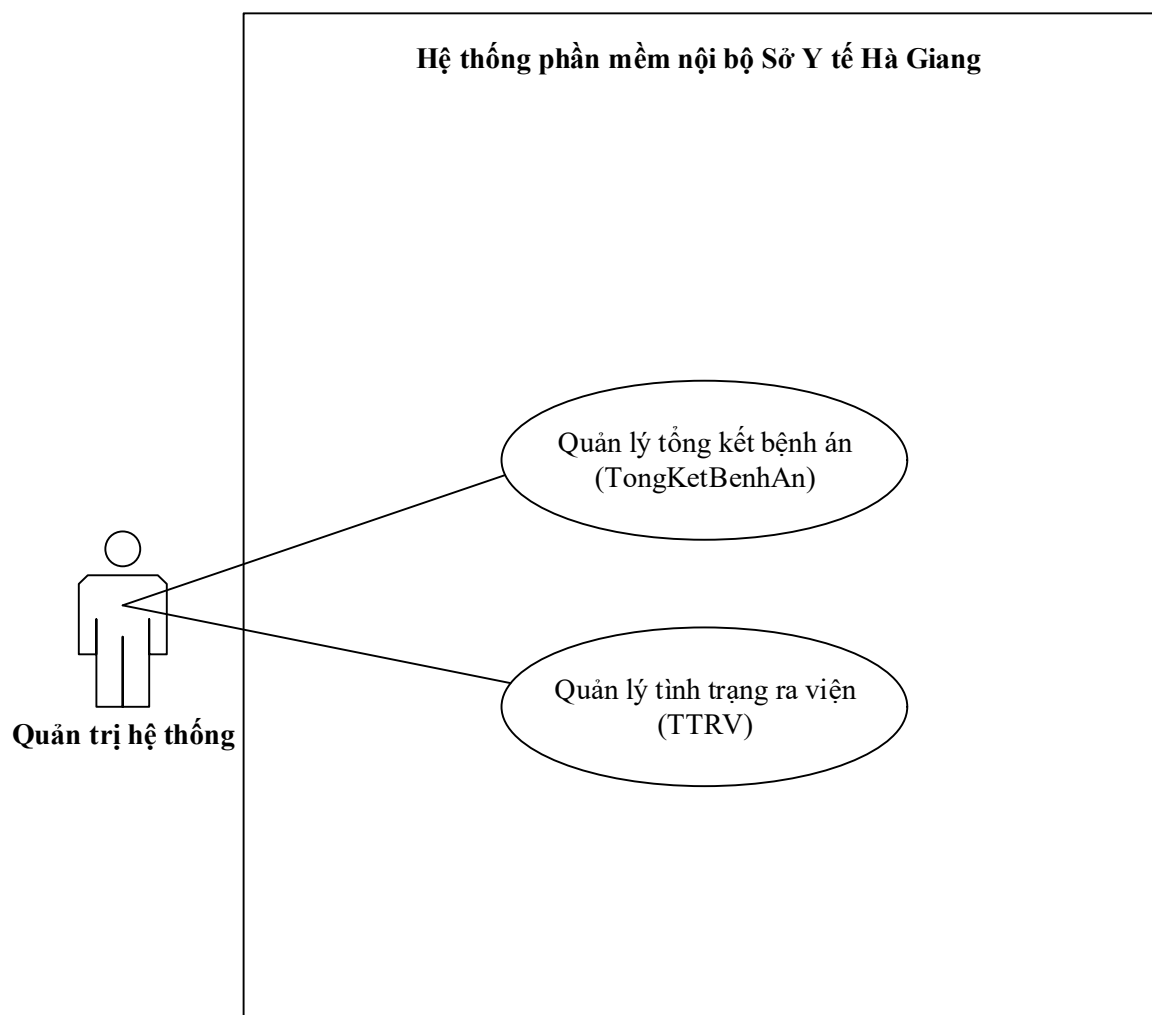 Hệ thống phần mềm nội bộ Sở Y tế Hà Giang
Quản lý tổng kết bệnh án
(TongKetBenhAn)
Quản lý tình trạng ra viện
(TTRV)
Quản trị hệ thống